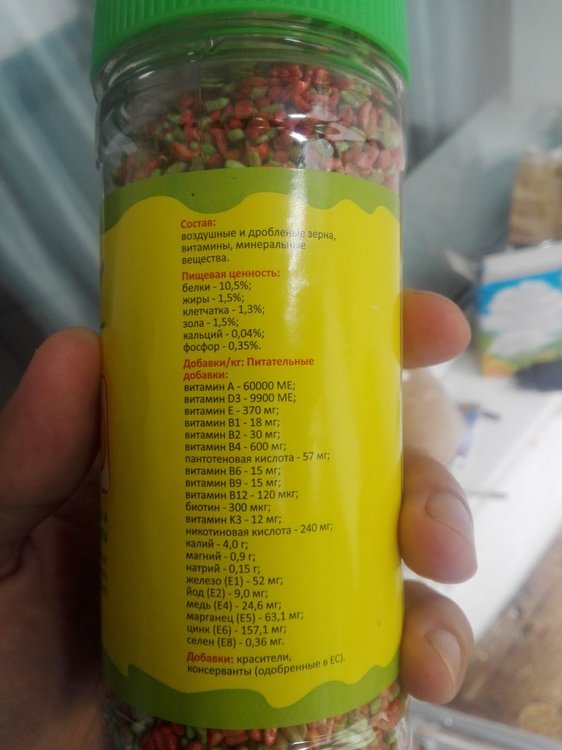 Состав:
воздушные и дробленые зерна,
витамины, минеральные
вещества.
Пищевая ценность:
белки - 10,5%;
жиры - 1,5%;
клетчатка - 1,3%;
зола - 1,5%;
кальций - 0,04%;
фосфор - 0,35%.
Добавки/кг: Питательные
добавки:
витамин А - 60000 МЕ;
витамин D3 - 9900 МЕ;
витамин Е - 370 мг;
витамин В1 - 18 мг;
витамин В2 - 30 мг;
витамин В4 - 600 мг;
пантотеновая кислота - 57 мг;
витамин В6 - 15 мг;
витамин В9 - 15 мг;
витамин В12 - 120 мкг;
биотин - 300 мкг;
витамин К3 - 12 мг;
никотиновая кислота - 240 мг;
калий - 4,0 г;
магний - 0,9 г;
натрий - 0,15 г;
железо (Е1) - 52 мг;
йод (Е2) - 9,0 мг;
медь (Е4) - 24,6 мг;
марганец (Е5) - 63,1 мг;
цинк (Е6) - 157,1 мг;
селен (Е8) - 0,36 мг.
Добавки: красители,
консерванты (одобренные в ЕС).